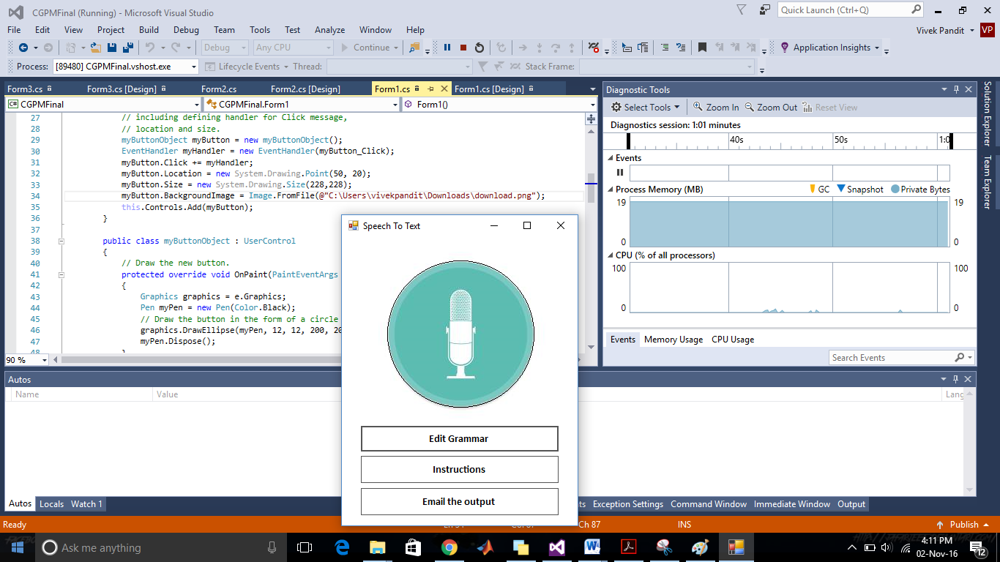 CGPMFinal (Running) - Microsoft Visual Studio
Quick Launch (Ctrl+Q)
File Edit View Project Build Debug Team Tools Test Analyze Window Help
Vivek Pandit VP
Debug Any CPU Continue Application Insights
Process: [89480] CGPMFinal.vshost.exe Lifecycle Events Thread: Stack Frame:
Form3.cs Form3.cs [Design] Form2.cs Form2.cs [Design] Form1.cs Form1.cs [Design]
C# CGPMFinal CGPMFinal.Form1 Form1()
27 // including defining handler for Click message,
28 // location and size.
29 myButtonObject myButton = new myButtonObject();
30 EventHandler myHandler = new EventHandler(myButton_Click);
31 myButton.Click += myHandler;
32 myButton.Location = new System.Drawing.Point(50, 20);
33 myButton.Size = new System.Drawing.Size(228,228);
34 myButton.BackgroundImage = Image.FromFile(@"C:\Users\vivekpandit\Downloads\download.png");
35 this.Controls.Add(myButton);
36 }
37
38 public class myButtonObject : UserControl
39 {
40 // Draw the new button.
41 protected override void OnPaint(PaintEventArgs
42 {
43 Graphics graphics = e.Graphics;
44 Pen myPen = new Pen(Color.Black);
45 // Draw the button in the form of a circle
46 graphics.DrawEllipse(myPen, 12, 12, 200, 20
47 myPen.Dispose();
48 }
90 %
Diagnostic Tools
Select Tools Zoom In Zoom Out Reset View
Diagnostics session: 1:01 minutes
40s 50s 1:0
Events
Process Memory (MB) GC Snapshot Private Bytes
19 19
0 0
CPU (% of all processors)
100 100
0 0
Events Memory Usage CPU Usage
Search Events
Solution Explorer
Team Explorer
Autos
Name Value Lang
Speech To Text
Edit Grammar
Instructions
Email the output
Autos Locals Watch 1
Exception Settings Command Window Immediate Window Output
Ready Ch 87 INS Publish
Ask me anything
4:11 PM
02-Nov-16
12